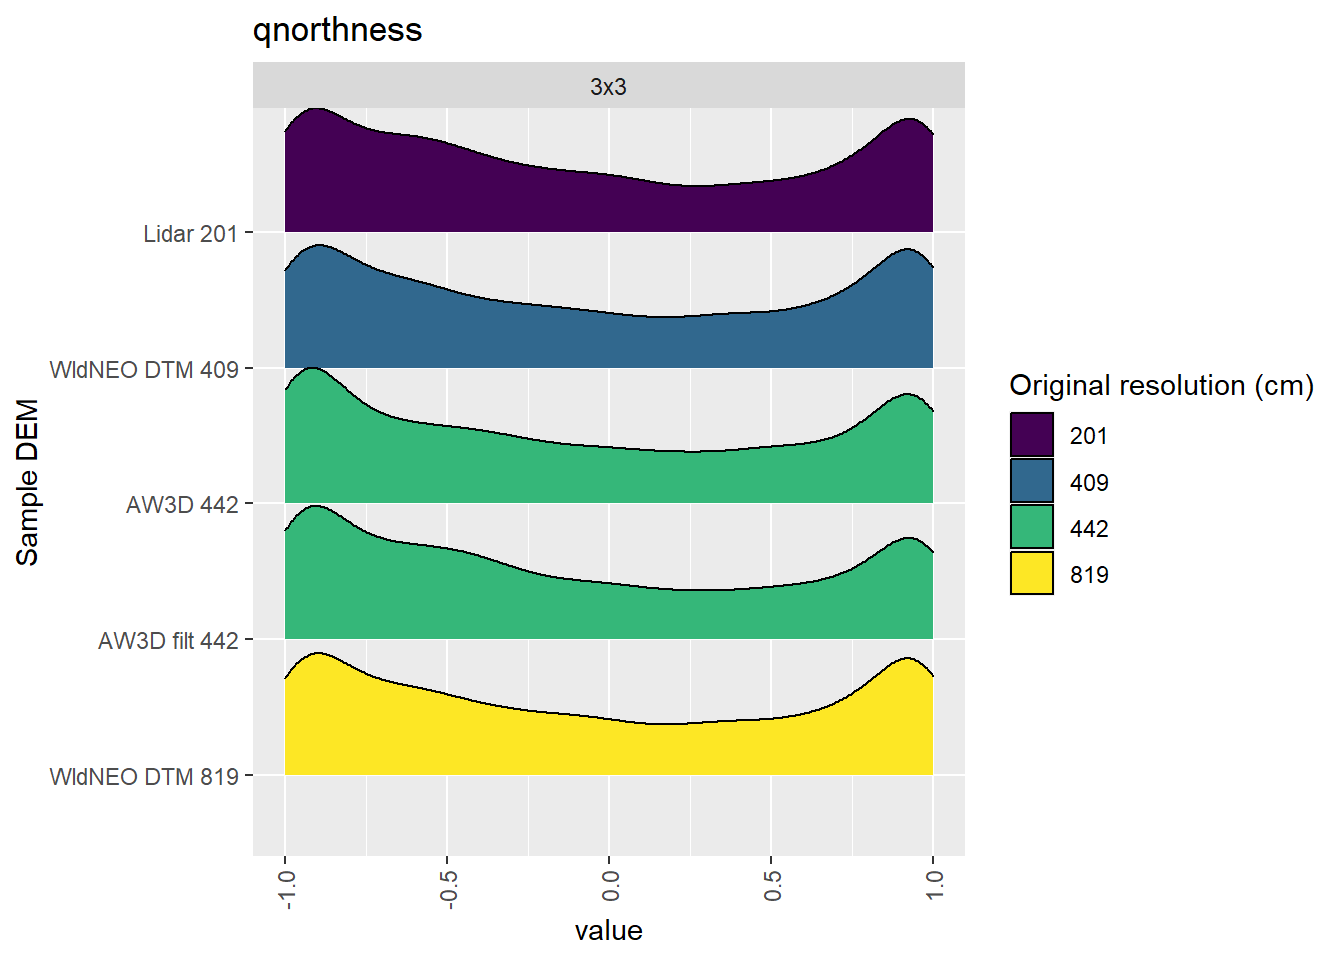 qnorthness
3x3
Lidar 201
WldNEO DTM 409
AW3D 442
AW3D filt 442
WldNEO DTM 819
Sample DEM
-1.0
-0.5
0.0
0.5
1.0
value
Original resolution (cm)
201
409
442
819